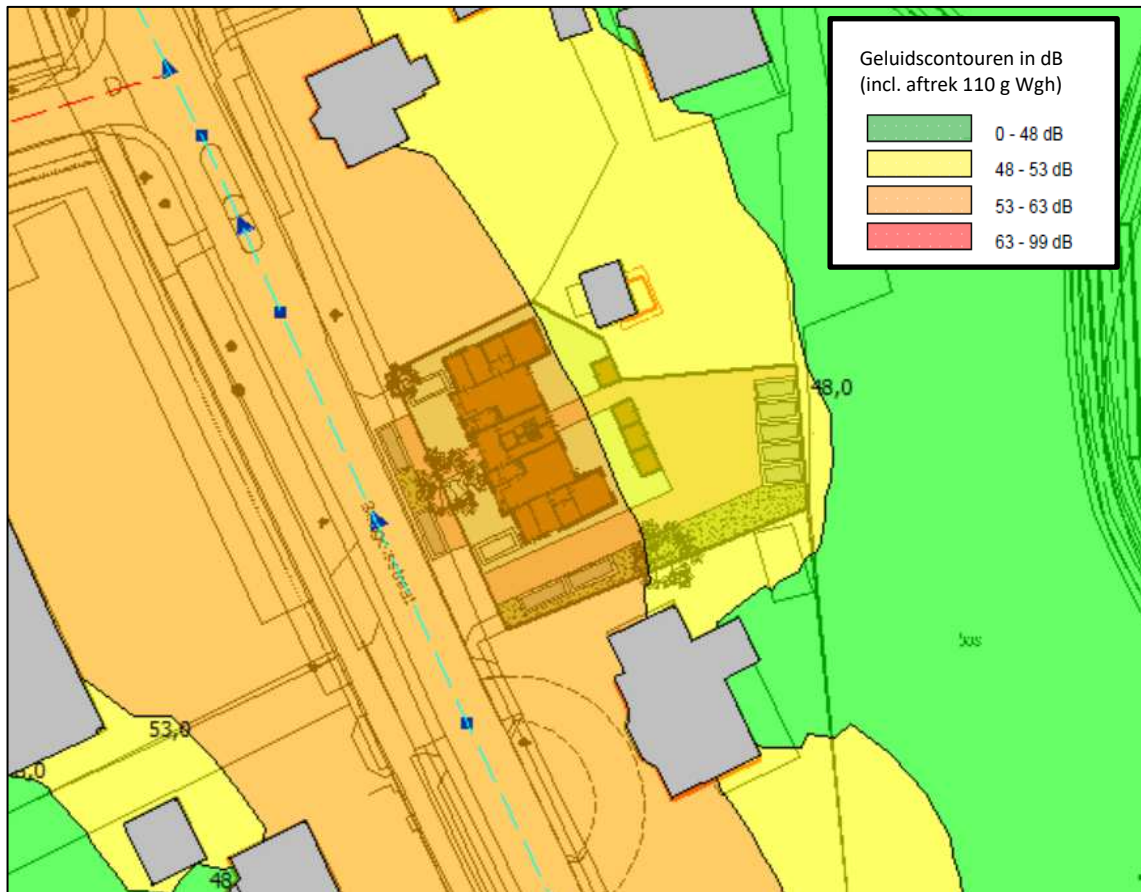 Geluidscontouren in dB
(incl. aftrek 110 g Wgh)
0 - 48 dB
48 - 53 dB
53 - 63 dB
63 - 99 dB
48,0
bos
53,0
48